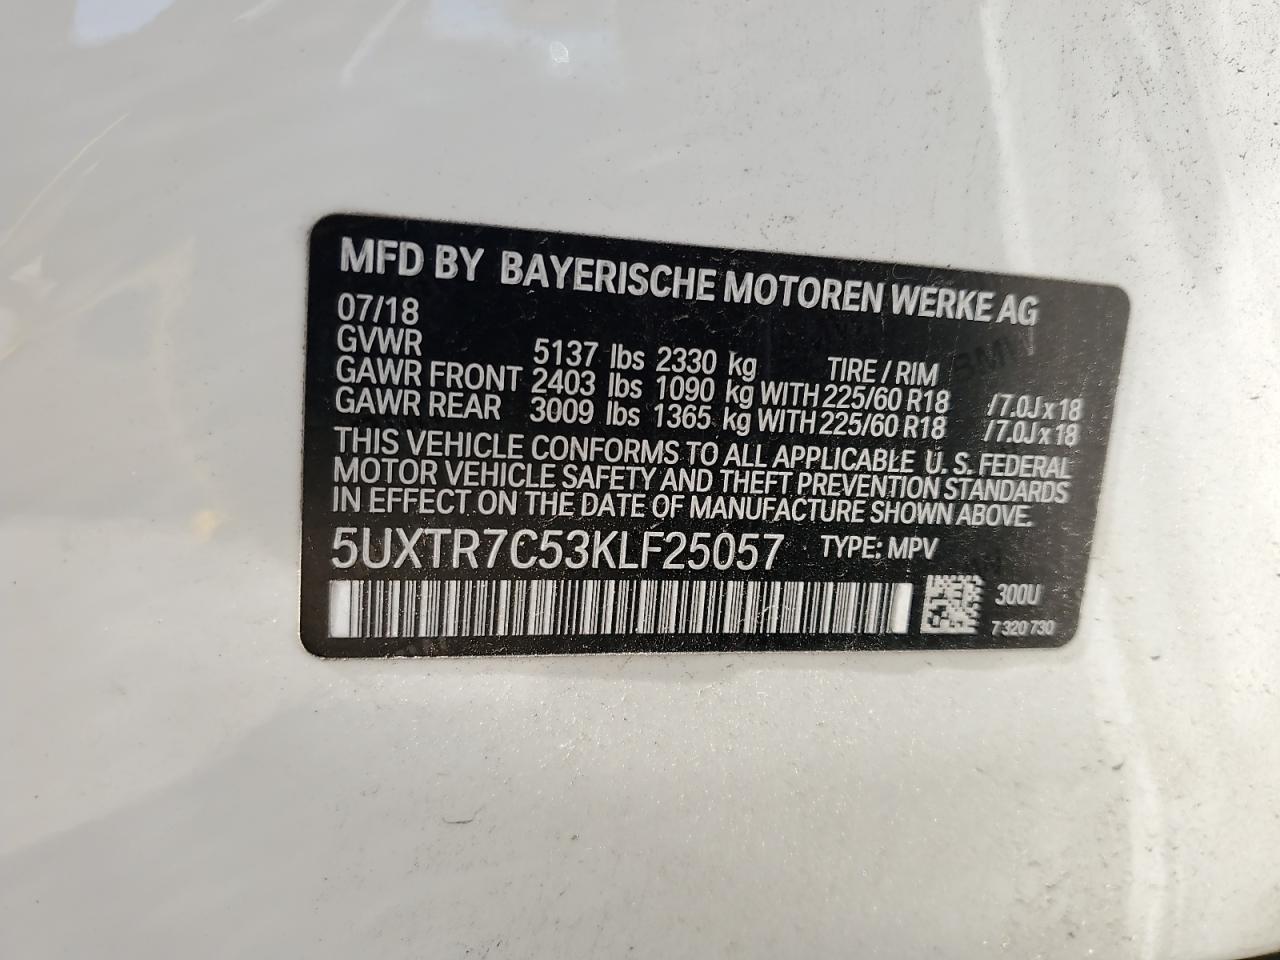 MFD BY BAYERISCHE MOTOREN WERKE AG
07/18
GVWR 5137 lbs 2330 kg TIRE / RIM
GAWR FRONT 2403 lbs 1090 kg WITH 225/60 R18 /7.0J x 18
GAWR REAR 3009 lbs 1365 kg WITH 225/60 R18 /7.0J x 18
THIS VEHICLE CONFORMS TO ALL APPLICABLE U. S. FEDERAL
MOTOR VEHICLE SAFETY AND THEFT PREVENTION STANDARDS
IN EFFECT ON THE DATE OF MANUFACTURE SHOWN ABOVE.
5UXTR7C53KLF25057 TYPE: MPV
300U
7 320 730